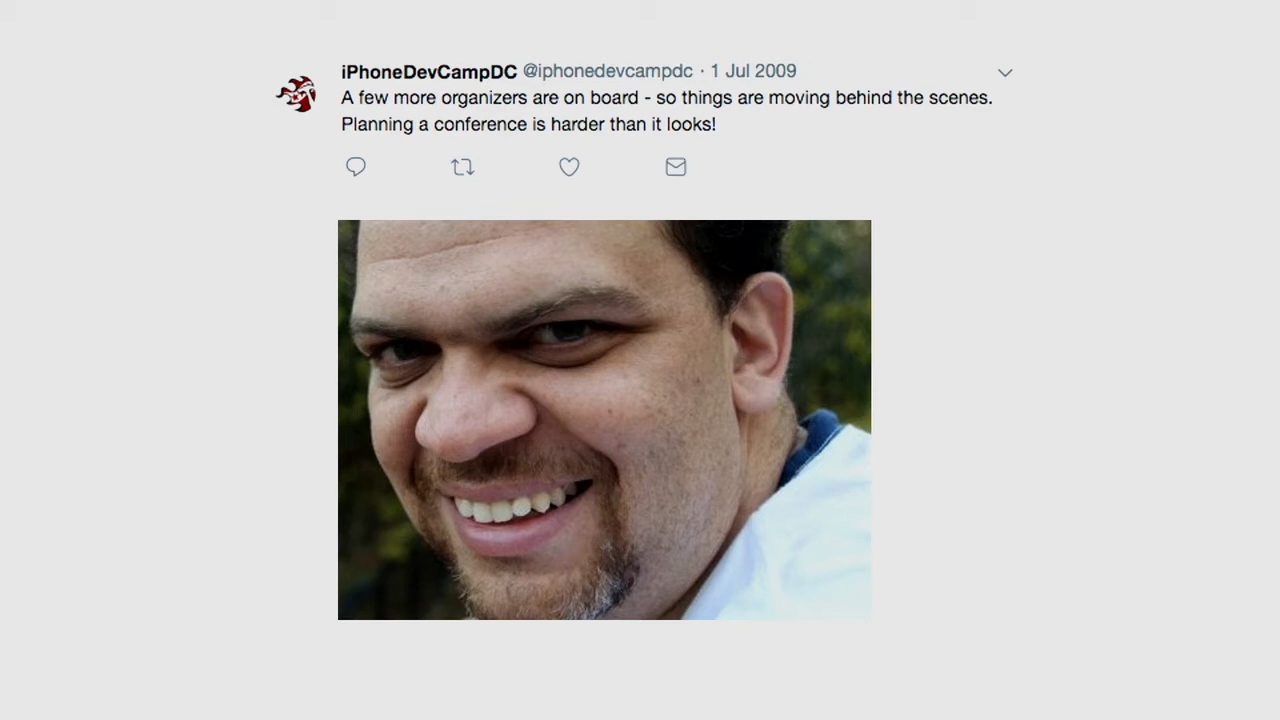 iPhoneDevCampDC @iphonedevcampdc · 1 Jul 2009
A few more organizers are on board - so things are moving behind the scenes.
Planning a conference is harder than it looks!